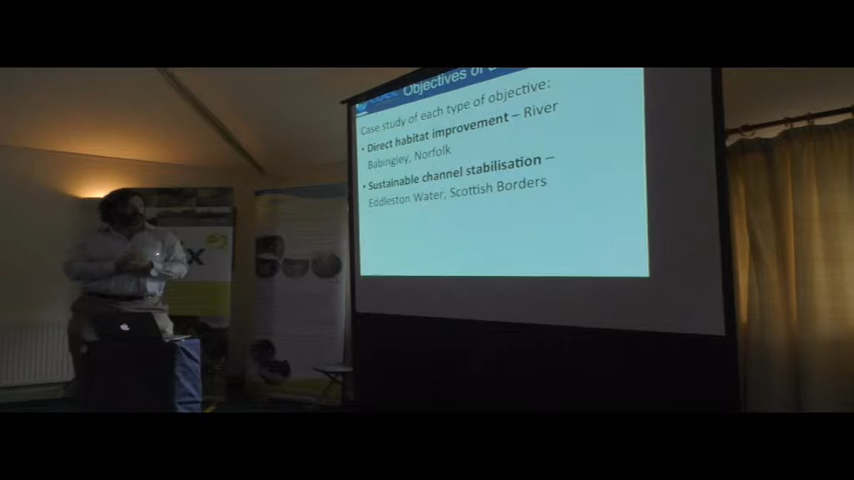 Objectives of
Case study of each type of objective:
• Direct habitat improvement – River
Babingley, Norfolk
• Sustainable channel stabilisation –
Eddleston Water, Scottish Borders